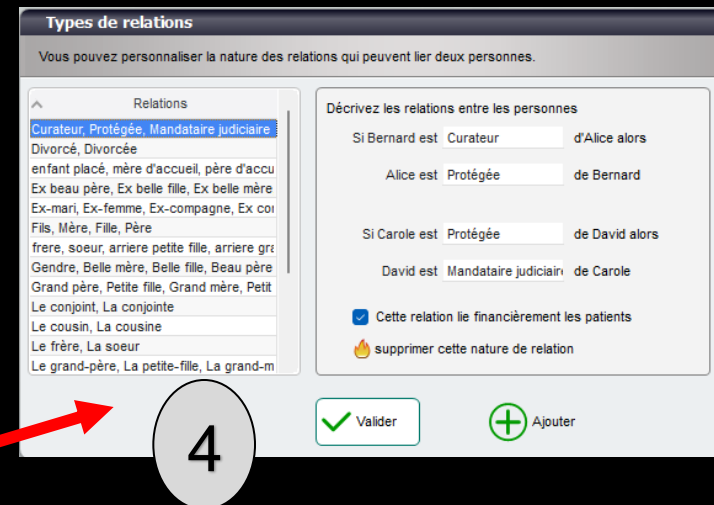 Types de relations
Vous pouvez personnaliser la nature des relations qui peuvent lier deux personnes.
Relations
Curateur, Protégée, Mandataire judiciaire
Divorcé, Divorcée
enfant placé, mère d'accueil, père d'accu
Ex beau père, Ex belle fille, Ex belle mère
Ex-mari, Ex-femme, Ex-compagne, Ex cor
Fils, Mère, Fille, Père
frere, soeur, arriere petite fille, arriere gra
Gendre, Belle mère, Belle fille, Beau père
Grand père, Petite fille, Grand mère, Petit
Le conjoint, La conjointe
Le cousin, La cousine
Le frère, La soeur
Le grand-père, La petite-fille, La grand-m
Décrivez les relations entre les personnes
Si Bernard est Curateur d'Alice alors
Alice est Protégée de Bernard
Si Carole est Protégée de David alors
David est Mandataire judiciaire de Carole
Cette relation lie financièrement les patients
supprimer cette nature de relation
Valider
Ajouter
4